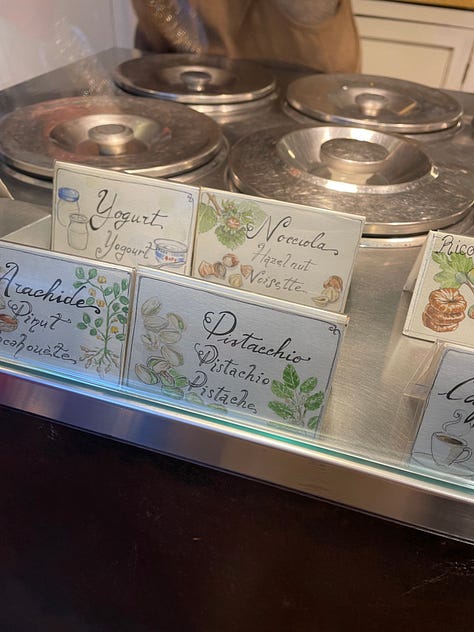 Yogurt
Yogourt
Nocciola
Hazelnut
Noisette
Arachide
Pinut
Pistacchio
Pistachio
Pistache